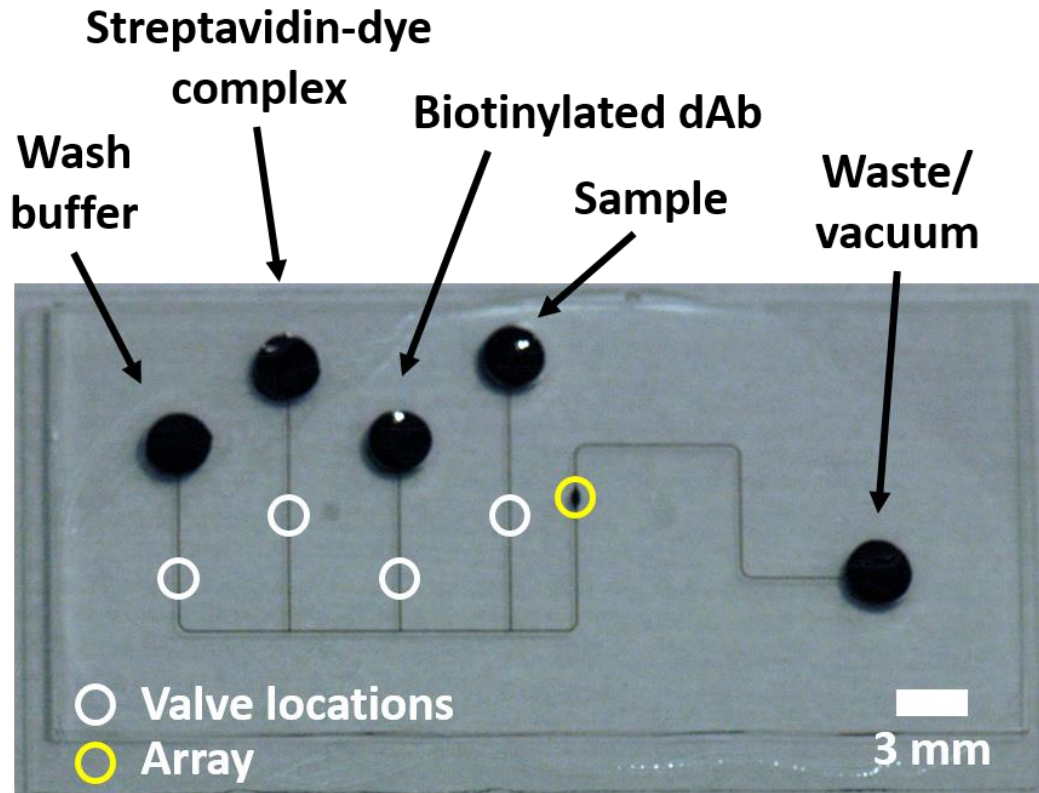 Streptavidin-dye
complex
Biotinylated dAb
Wash
buffer
Sample
Waste/
vacuum
Valve locations
Array
3 mm